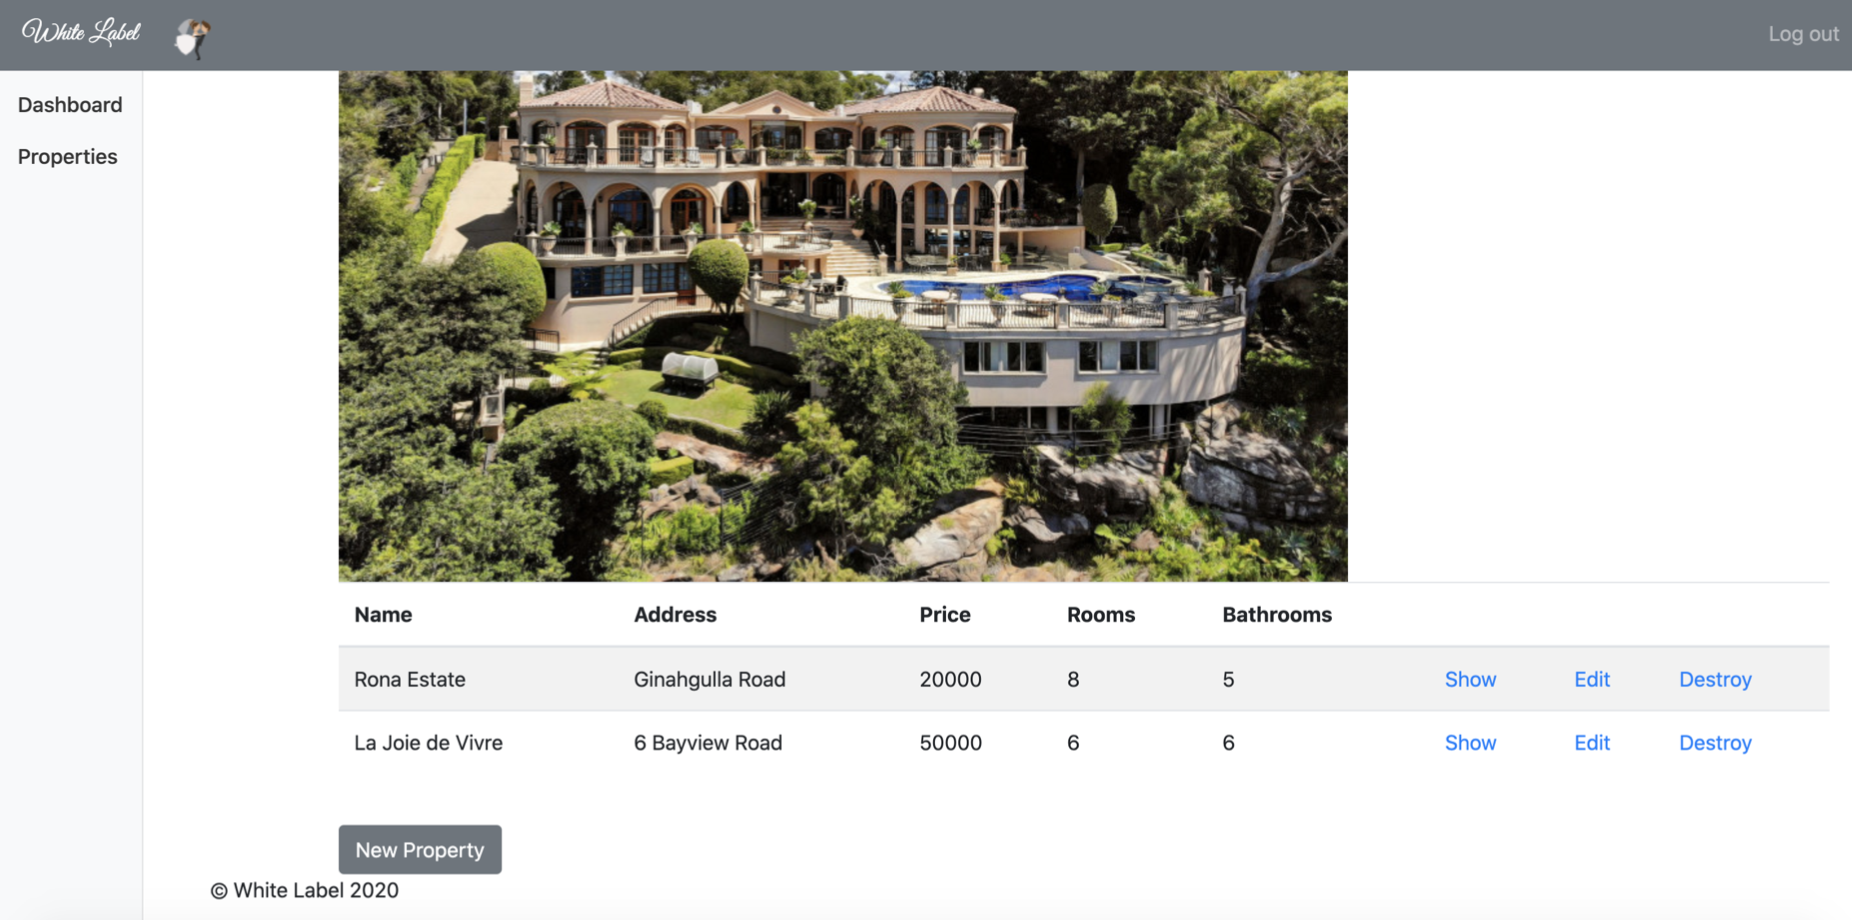 White Label
Log out
Dashboard
Properties
Name Address Price Rooms Bathrooms
Rona Estate Ginahgulla Road 20000 8 5 Show Edit Destroy
La Joie de Vivre 6 Bayview Road 50000 6 6 Show Edit Destroy
New Property
© White Label 2020